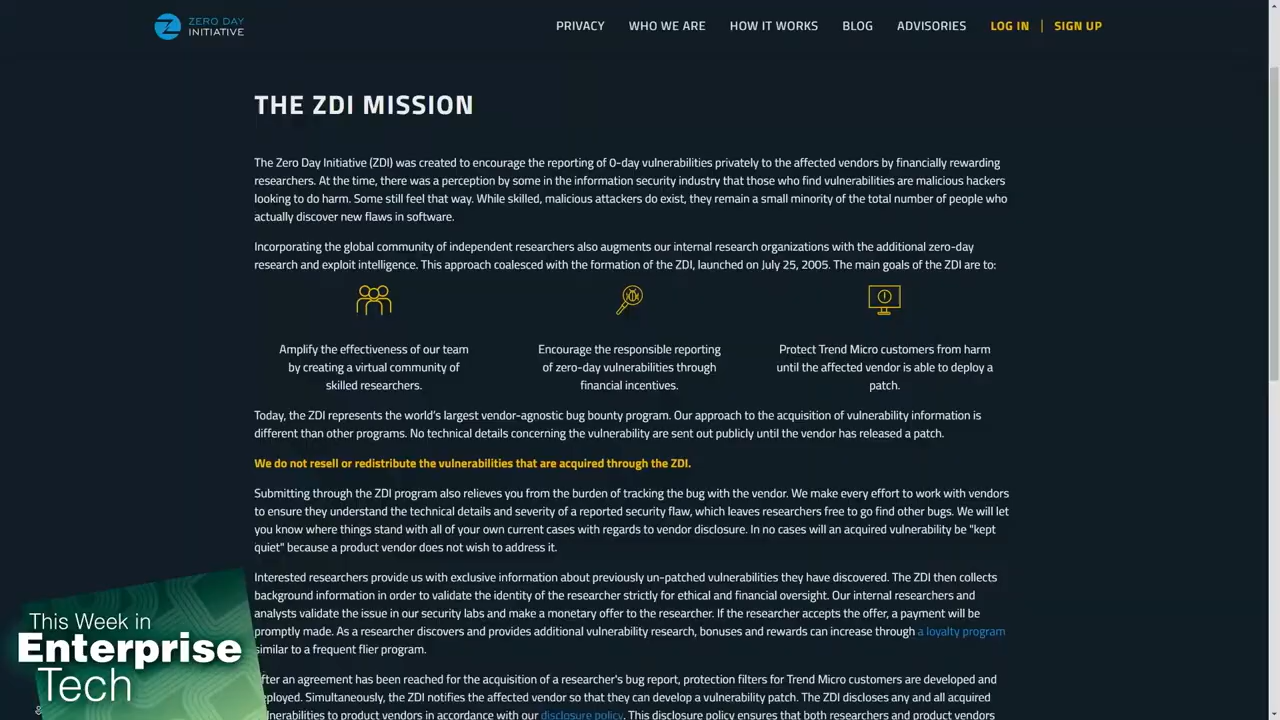 ZERO DAY
INITIATIVE
PRIVACY WHO WE ARE HOW IT WORKS BLOG ADVISORIES LOG IN | SIGN UP
THE ZDI MISSION
The Zero Day Initiative (ZDI) was created to encourage the reporting of 0-day vulnerabilities privately to the affected vendors by financially rewarding
researchers. At the time, there was a perception by some in the information security industry that those who find vulnerabilities are malicious hackers
looking to do harm. Some still feel that way. While skilled, malicious attackers do exist, they remain a small minority of the total number of people who
actually discover new flaws in software.
Incorporating the global community of independent researchers also augments our internal research organizations with the additional zero-day
research and exploit intelligence. This approach coalesced with the formation of the ZDI, launched on July 25, 2005. The main goals of the ZDI are to:
Amplify the effectiveness of our team
by creating a virtual community of
skilled researchers.
Encourage the responsible reporting
of zero-day vulnerabilities through
financial incentives.
Protect Trend Micro customers from harm
until the affected vendor is able to deploy a
patch.
Today, the ZDI represents the world's largest vendor-agnostic bug bounty program. Our approach to the acquisition of vulnerability information is
different than other programs. No technical details concerning the vulnerability are sent out publicly until the vendor has released a patch.
We do not resell or redistribute the vulnerabilities that are acquired through the ZDI.
Submitting through the ZDI program also relieves you from the burden of tracking the bug with the vendor. We make every effort to work with vendors
to ensure they understand the technical details and severity of a reported security flaw, which leaves researchers free to go find other bugs. We will let
you know where things stand with all of your own current cases with regards to vendor disclosure. In no cases will an acquired vulnerability be "kept
quiet" because a product vendor does not wish to address it.
Interested researchers provide us with exclusive information about previously un-patched vulnerabilities they have discovered. The ZDI then collects
background information in order to validate the identity of the researcher strictly for ethical and financial oversight. Our internal researchers and
analysts validate the issue in our security labs and make a monetary offer to the researcher. If the researcher accepts the offer, a payment will be
promptly made. As a researcher discovers and provides additional vulnerability research, bonuses and rewards can increase through a loyalty program
similar to a frequent flier program.
fter an agreement has been reached for the acquisition of a researcher's bug report, protection filters for Trend Micro customers are developed and
eployed. Simultaneously, the ZDI notifies the affected vendor so that they can develop a vulnerability patch. The ZDI discloses any and all acquired
lnerabilities to product vendors in accordance with our disclosure policy. This disclosure policy ensures that both researchers and product vendors
This Week in
Enterprise
Tech